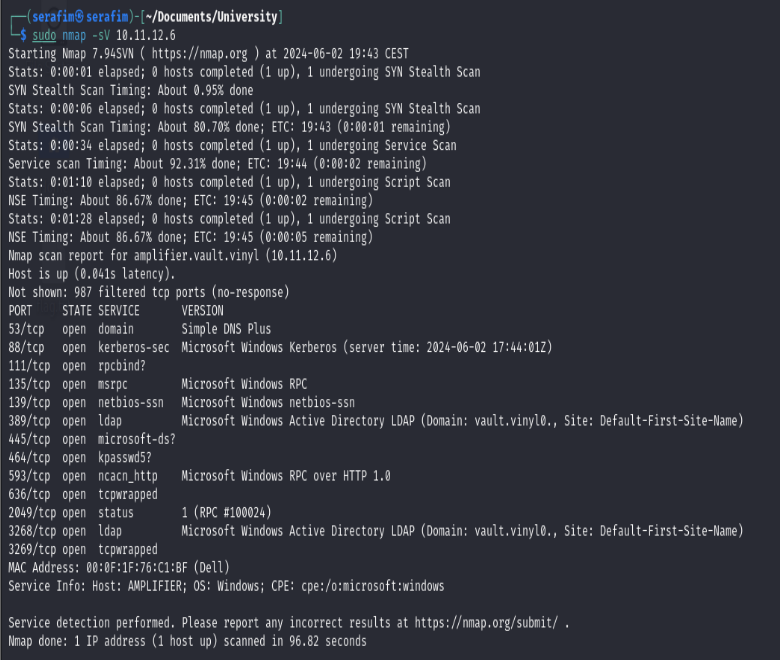 ┌──(serafim㉿serafim)-[~/Documents/University]
└─$ sudo nmap -sV 10.11.12.6
Starting Nmap 7.94SVN ( https://nmap.org ) at 2024-06-02 19:43 CEST
Stats: 0:00:01 elapsed; 0 hosts completed (1 up), 1 undergoing SYN Stealth Scan
SYN Stealth Scan Timing: About 0.95% done
Stats: 0:00:06 elapsed; 0 hosts completed (1 up), 1 undergoing SYN Stealth Scan
SYN Stealth Scan Timing: About 80.70% done; ETC: 19:43 (0:00:01 remaining)
Stats: 0:00:34 elapsed; 0 hosts completed (1 up), 1 undergoing Service Scan
Service scan Timing: About 92.31% done; ETC: 19:44 (0:00:02 remaining)
Stats: 0:01:10 elapsed; 0 hosts completed (1 up), 1 undergoing Script Scan
NSE Timing: About 86.67% done; ETC: 19:45 (0:00:02 remaining)
Stats: 0:01:28 elapsed; 0 hosts completed (1 up), 1 undergoing Script Scan
NSE Timing: About 86.67% done; ETC: 19:45 (0:00:05 remaining)
Nmap scan report for amplifier.vault.vinyl (10.11.12.6)
Host is up (0.041s latency).
Not shown: 987 filtered tcp ports (no-response)
PORT     STATE SERVICE      VERSION
53/tcp   open  domain       Simple DNS Plus
88/tcp   open  kerberos-sec Microsoft Windows Kerberos (server time: 2024-06-02 17:44:01Z)
111/tcp  open  rpcbind?
135/tcp  open  msrpc        Microsoft Windows RPC
139/tcp  open  netbios-ssn  Microsoft Windows netbios-ssn
389/tcp  open  ldap         Microsoft Windows Active Directory LDAP (Domain: vault.vinyl0., Site: Default-First-Site-Name)
445/tcp  open  microsoft-ds?
464/tcp  open  kpasswd5?
593/tcp  open  ncacn_http   Microsoft Windows RPC over HTTP 1.0
636/tcp  open  tcpwrapped
2049/tcp open  status       1 (RPC #100024)
3268/tcp open  ldap         Microsoft Windows Active Directory LDAP (Domain: vault.vinyl0., Site: Default-First-Site-Name)
3269/tcp open  tcpwrapped
MAC Address: 00:0F:1F:76:C1:BF (Dell)
Service Info: Host: AMPLIFIER; OS: Windows; CPE: cpe:/o:microsoft:windows

Service detection performed. Please report any incorrect results at https://nmap.org/submit/ .
Nmap done: 1 IP address (1 host up) scanned in 96.82 seconds